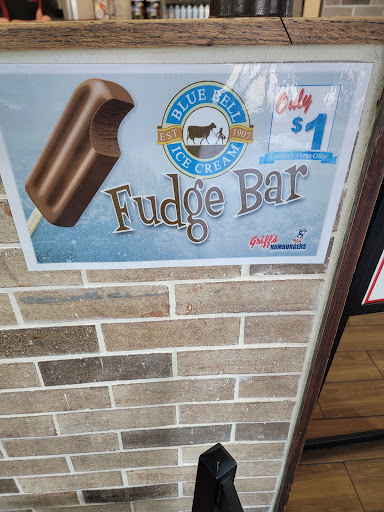 BLUE BELL
EST. 1907
ICE CREAM
Only
$1
Limited Time Offer
Fudge Bar
Griff's
HAMBURGERS